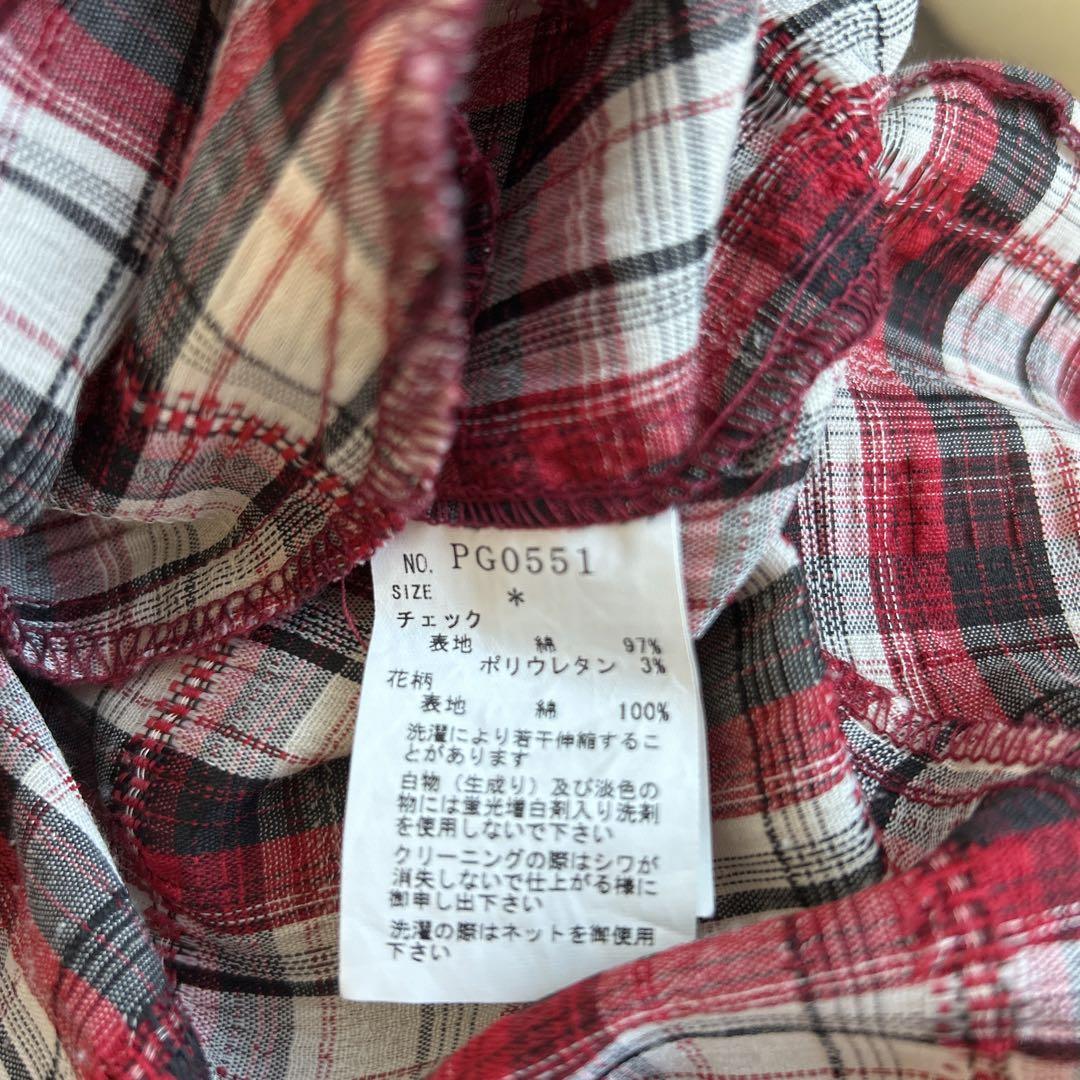 NO. PG0551
SIZE *
チェック
表地 綿 97%
ポリウレタン 3%
花柄
表地 綿 100%
洗濯により若干伸縮するこ
とがあります
白物（生成り）及び淡色の
物には蛍光増白剤入り洗剤
を使用しないで下さい
クリーニングの際はシワが
消失しないで仕上がる様に
御申し出下さい
洗濯の際はネットを御使用
下さい